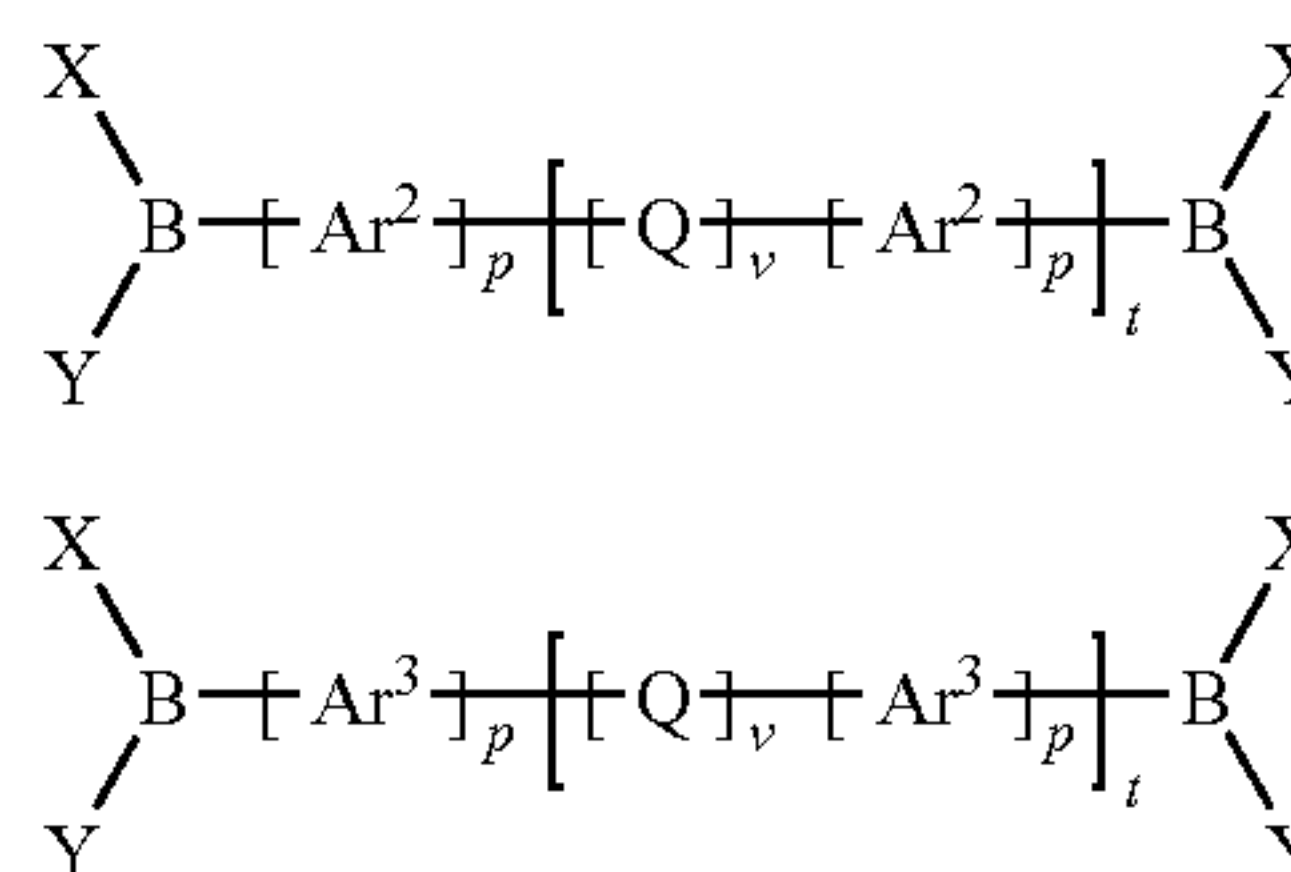 X X
B [ Ar2 ]p [ [ Q ]v [ Ar2 ]p ]t B
Y Y
X X
B [ Ar3 ]p [ [ Q ]v [ Ar3 ]p ]t B
Y Y